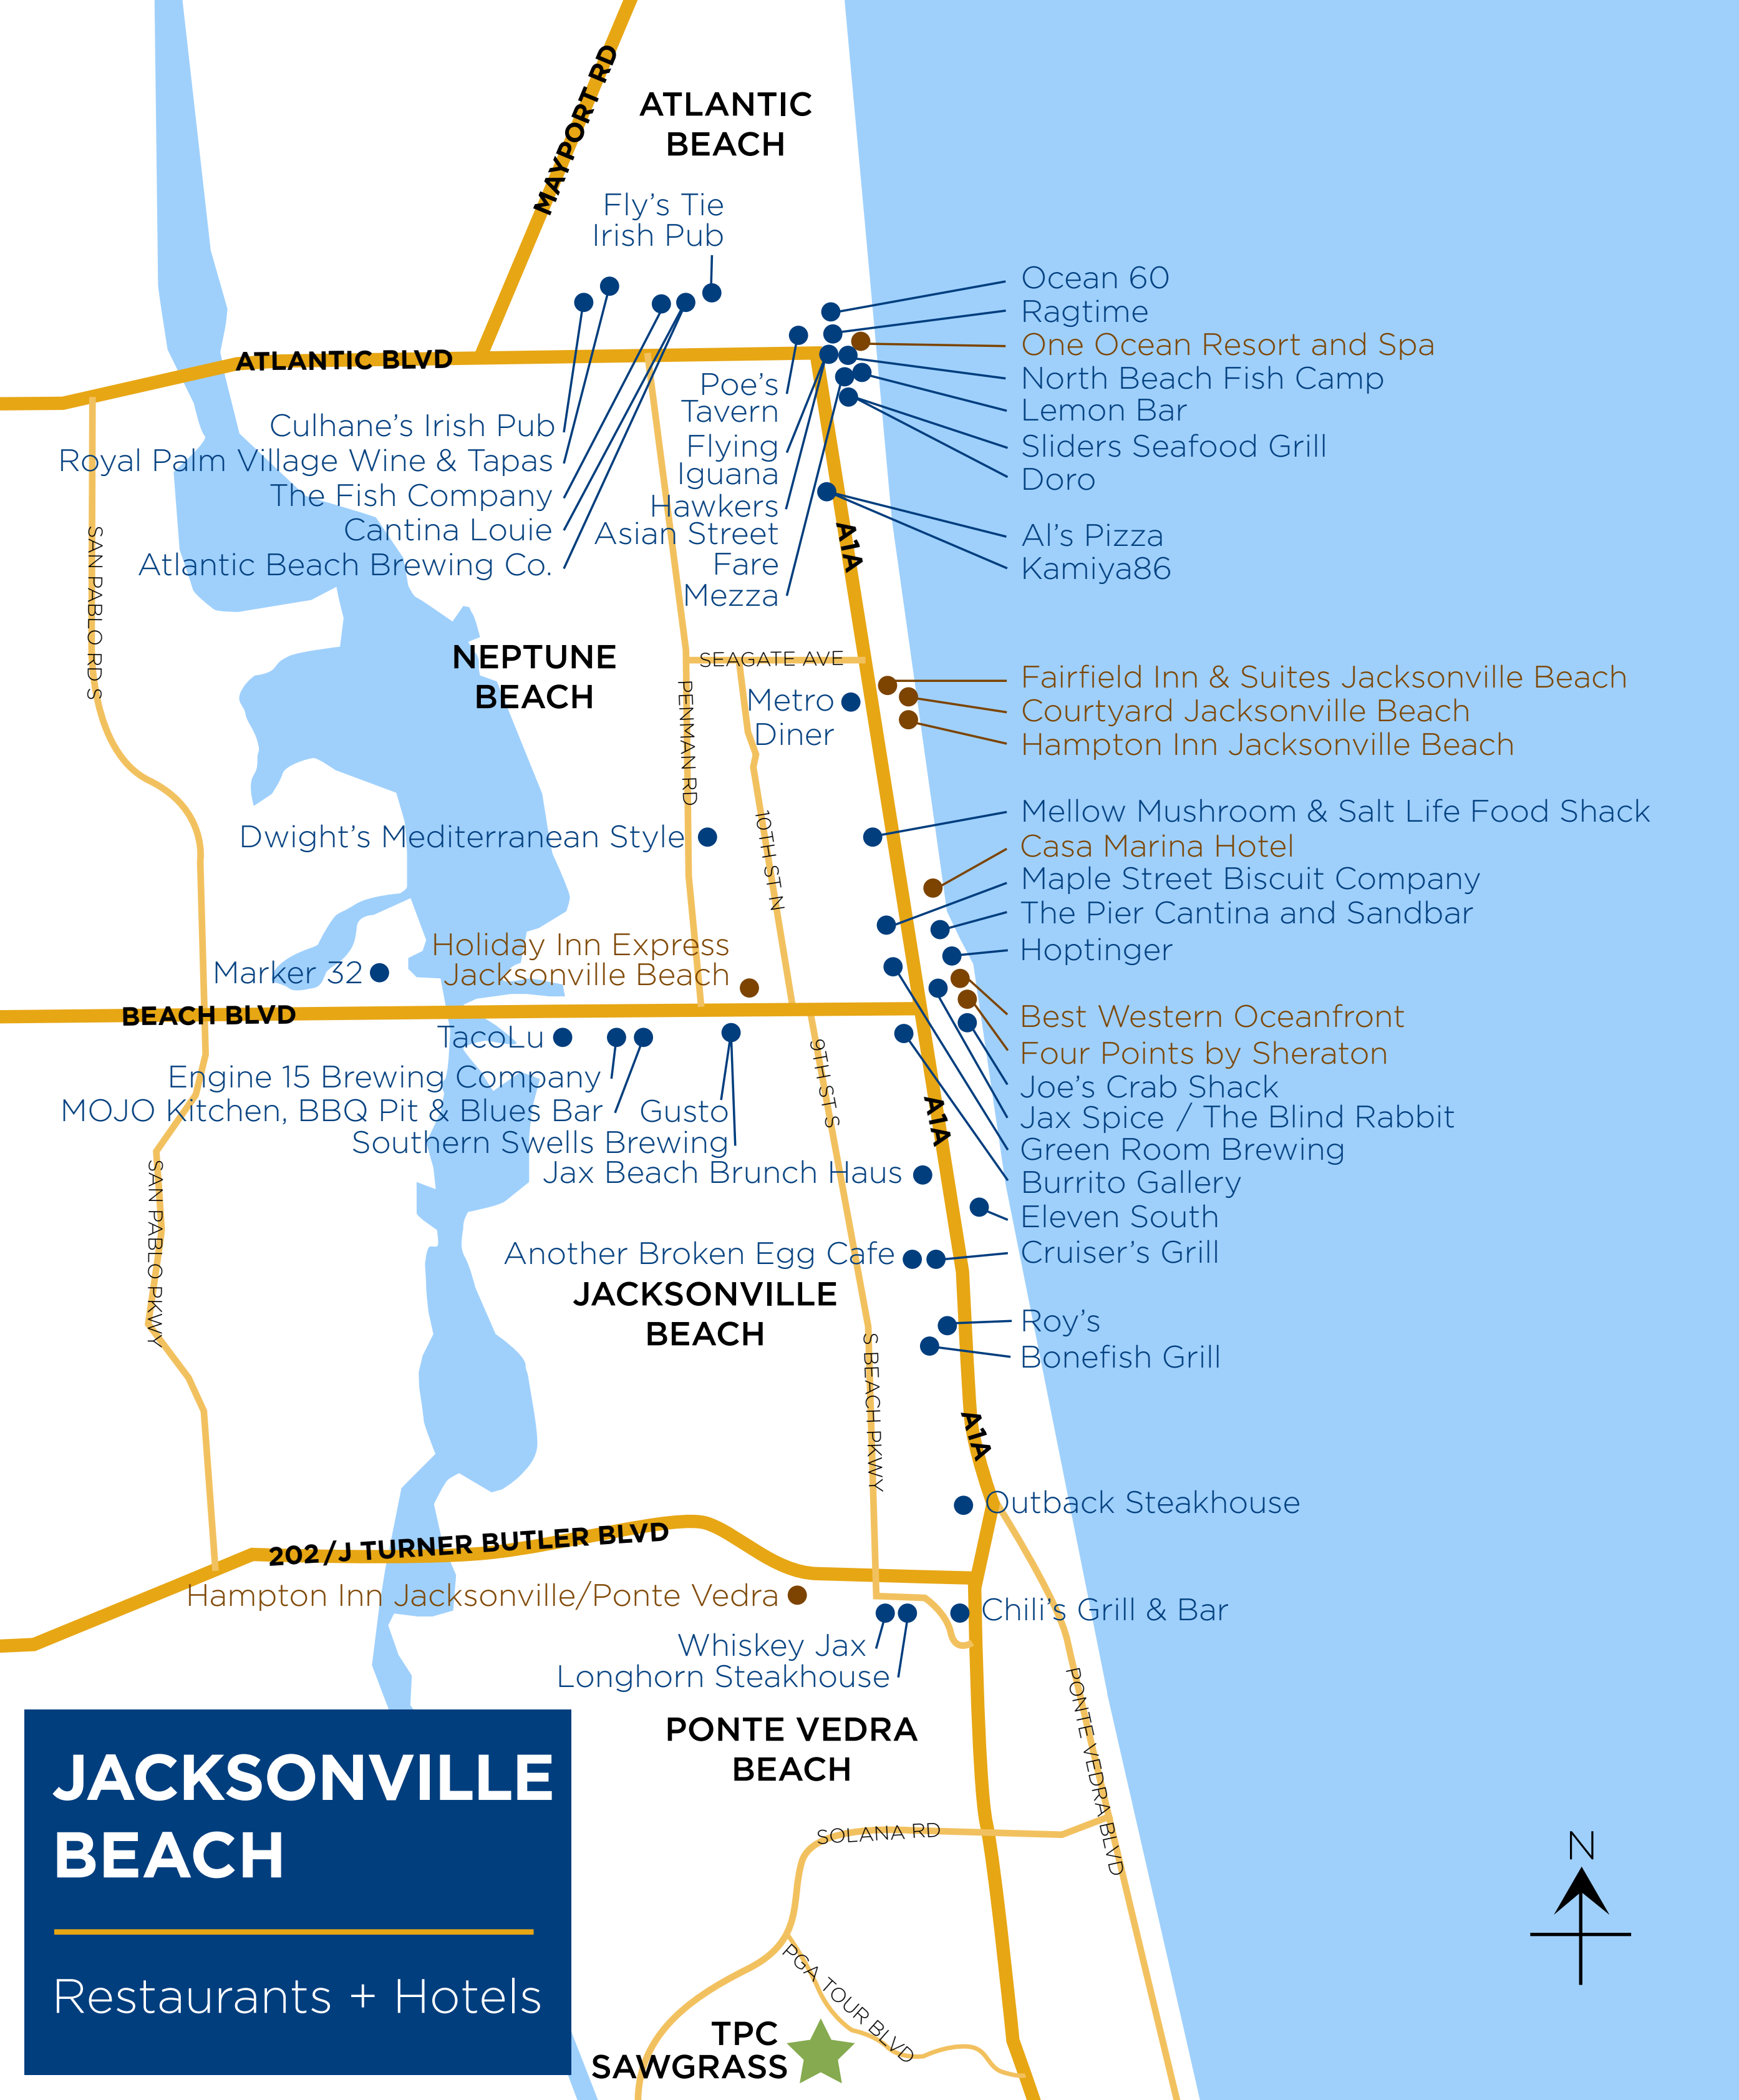 MAYPORT RD
ATLANTIC
BEACH
Fly's Tie
Irish Pub
Ocean 60
Ragtime
One Ocean Resort and Spa
North Beach Fish Camp
Lemon Bar
Sliders Seafood Grill
Doro
Al's Pizza
Kamiya86
ATLANTIC BLVD
Culhane's Irish Pub
Royal Palm Village Wine & Tapas
The Fish Company
Cantina Louie
Atlantic Beach Brewing Co.
Poe's
Tavern
Flying
Iguana
Hawkers
Asian Street
Fare
Mezza
A1A
SAN PABLO RD S
NEPTUNE
BEACH
SEAGATE AVE
PENMAN RD
Metro
Diner
10TH ST N
Fairfield Inn & Suites Jacksonville Beach
Courtyard Jacksonville Beach
Hampton Inn Jacksonville Beach
Dwight's Mediterranean Style
Mellow Mushroom & Salt Life Food Shack
Casa Marina Hotel
Maple Street Biscuit Company
The Pier Cantina and Sandbar
Hoptinger
Best Western Oceanfront
Four Points by Sheraton
Joe's Crab Shack
Jax Spice / The Blind Rabbit
Green Room Brewing
Burrito Gallery
Eleven South
Cruiser's Grill
Roy's
Bonefish Grill
Holiday Inn Express
Jacksonville Beach
Marker 32
BEACH BLVD
TacoLu
Engine 15 Brewing Company
MOJO Kitchen, BBQ Pit & Blues Bar
Gusto
Southern Swells Brewing
Jax Beach Brunch Haus
9TH ST S
A1A
Another Broken Egg Cafe
JACKSONVILLE
BEACH
SAN PABLO PKWY
S BEACH PKWY
A1A
Outback Steakhouse
202/J TURNER BUTLER BLVD
Hampton Inn Jacksonville/Ponte Vedra
Chili's Grill & Bar
Whiskey Jax
Longhorn Steakhouse
PONTE VEDRA
BEACH
PONTE VEDRA BLVD
SOLANA RD
PGA TOUR BLVD
TPC
SAWGRASS
JACKSONVILLE
BEACH
Restaurants + Hotels
N